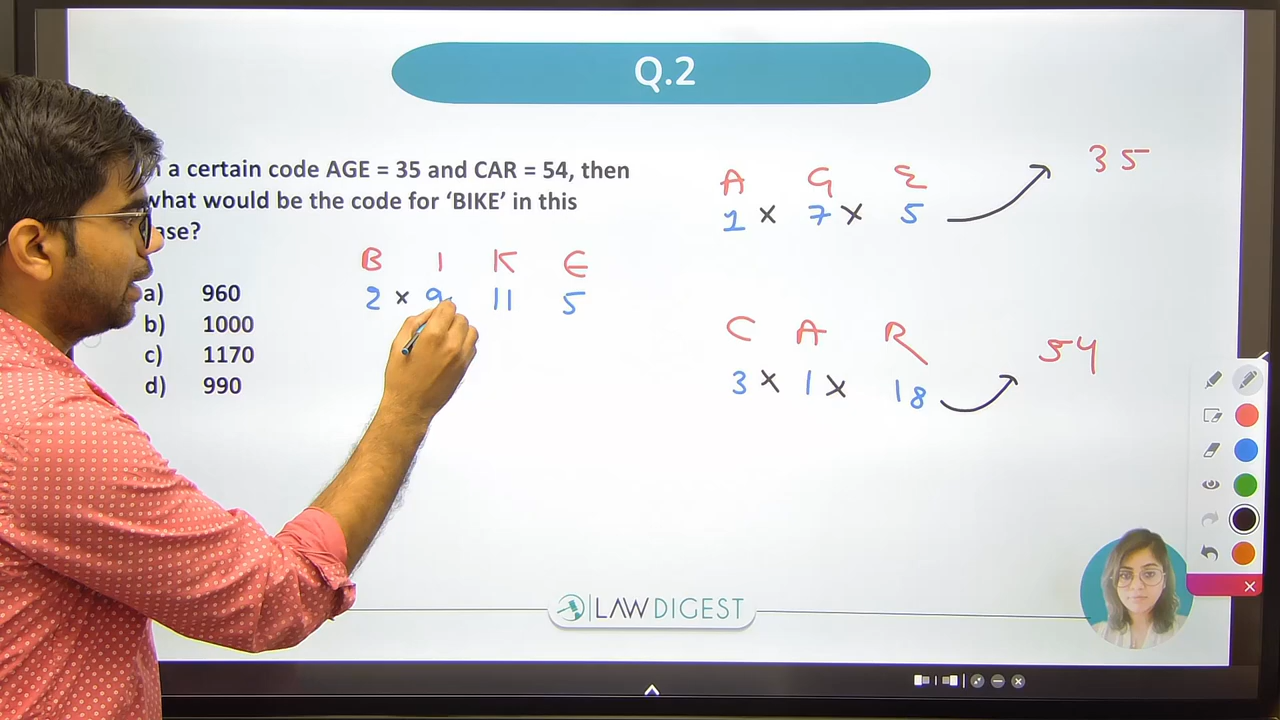 Q.2
a certain code AGE = 35 and CAR = 54, then
what would be the code for ‘BIKE’ in this
ase?
a) 960
b) 1000
c) 1170
d) 990
B I K E
2 × 9 11 5
A G E
1 × 7 × 5
35
C A R
3 × 1 × 18
54
LAW DIGEST